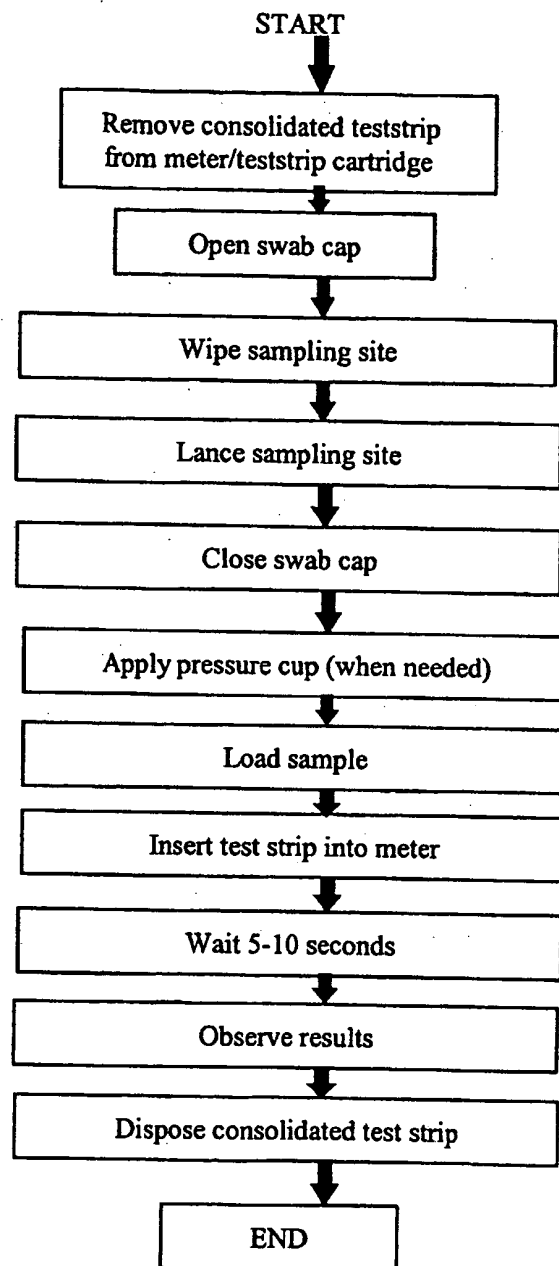 START
Remove consolidated teststrip
from meter/teststrip cartridge
Open swab cap
Wipe sampling site
Lance sampling site
Close swab cap
Apply pressure cup (when needed)
Load sample
Insert test strip into meter
Wait 5-10 seconds
Observe results
Dispose consolidated test strip
END